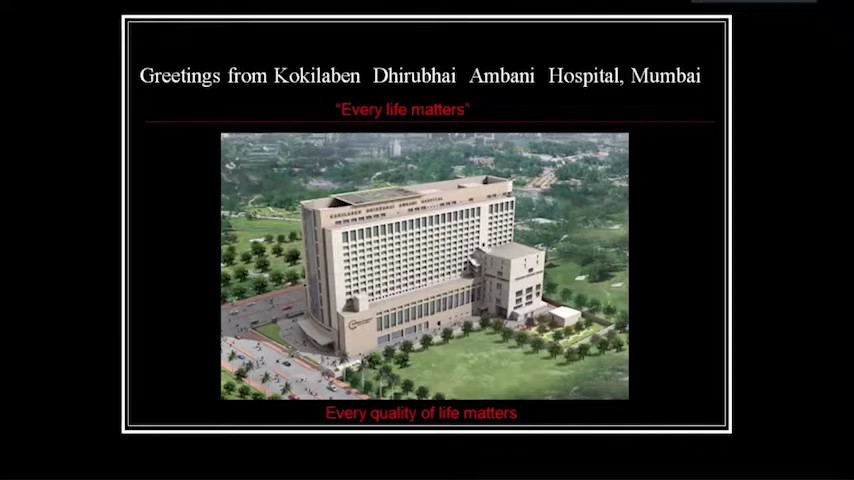 Greetings from Kokilaben Dhirubhai Ambani Hospital, Mumbai
“Every life matters”
KOKILABEN DHIRUBHAI AMBANI HOSPITAL
Every quality of life matters